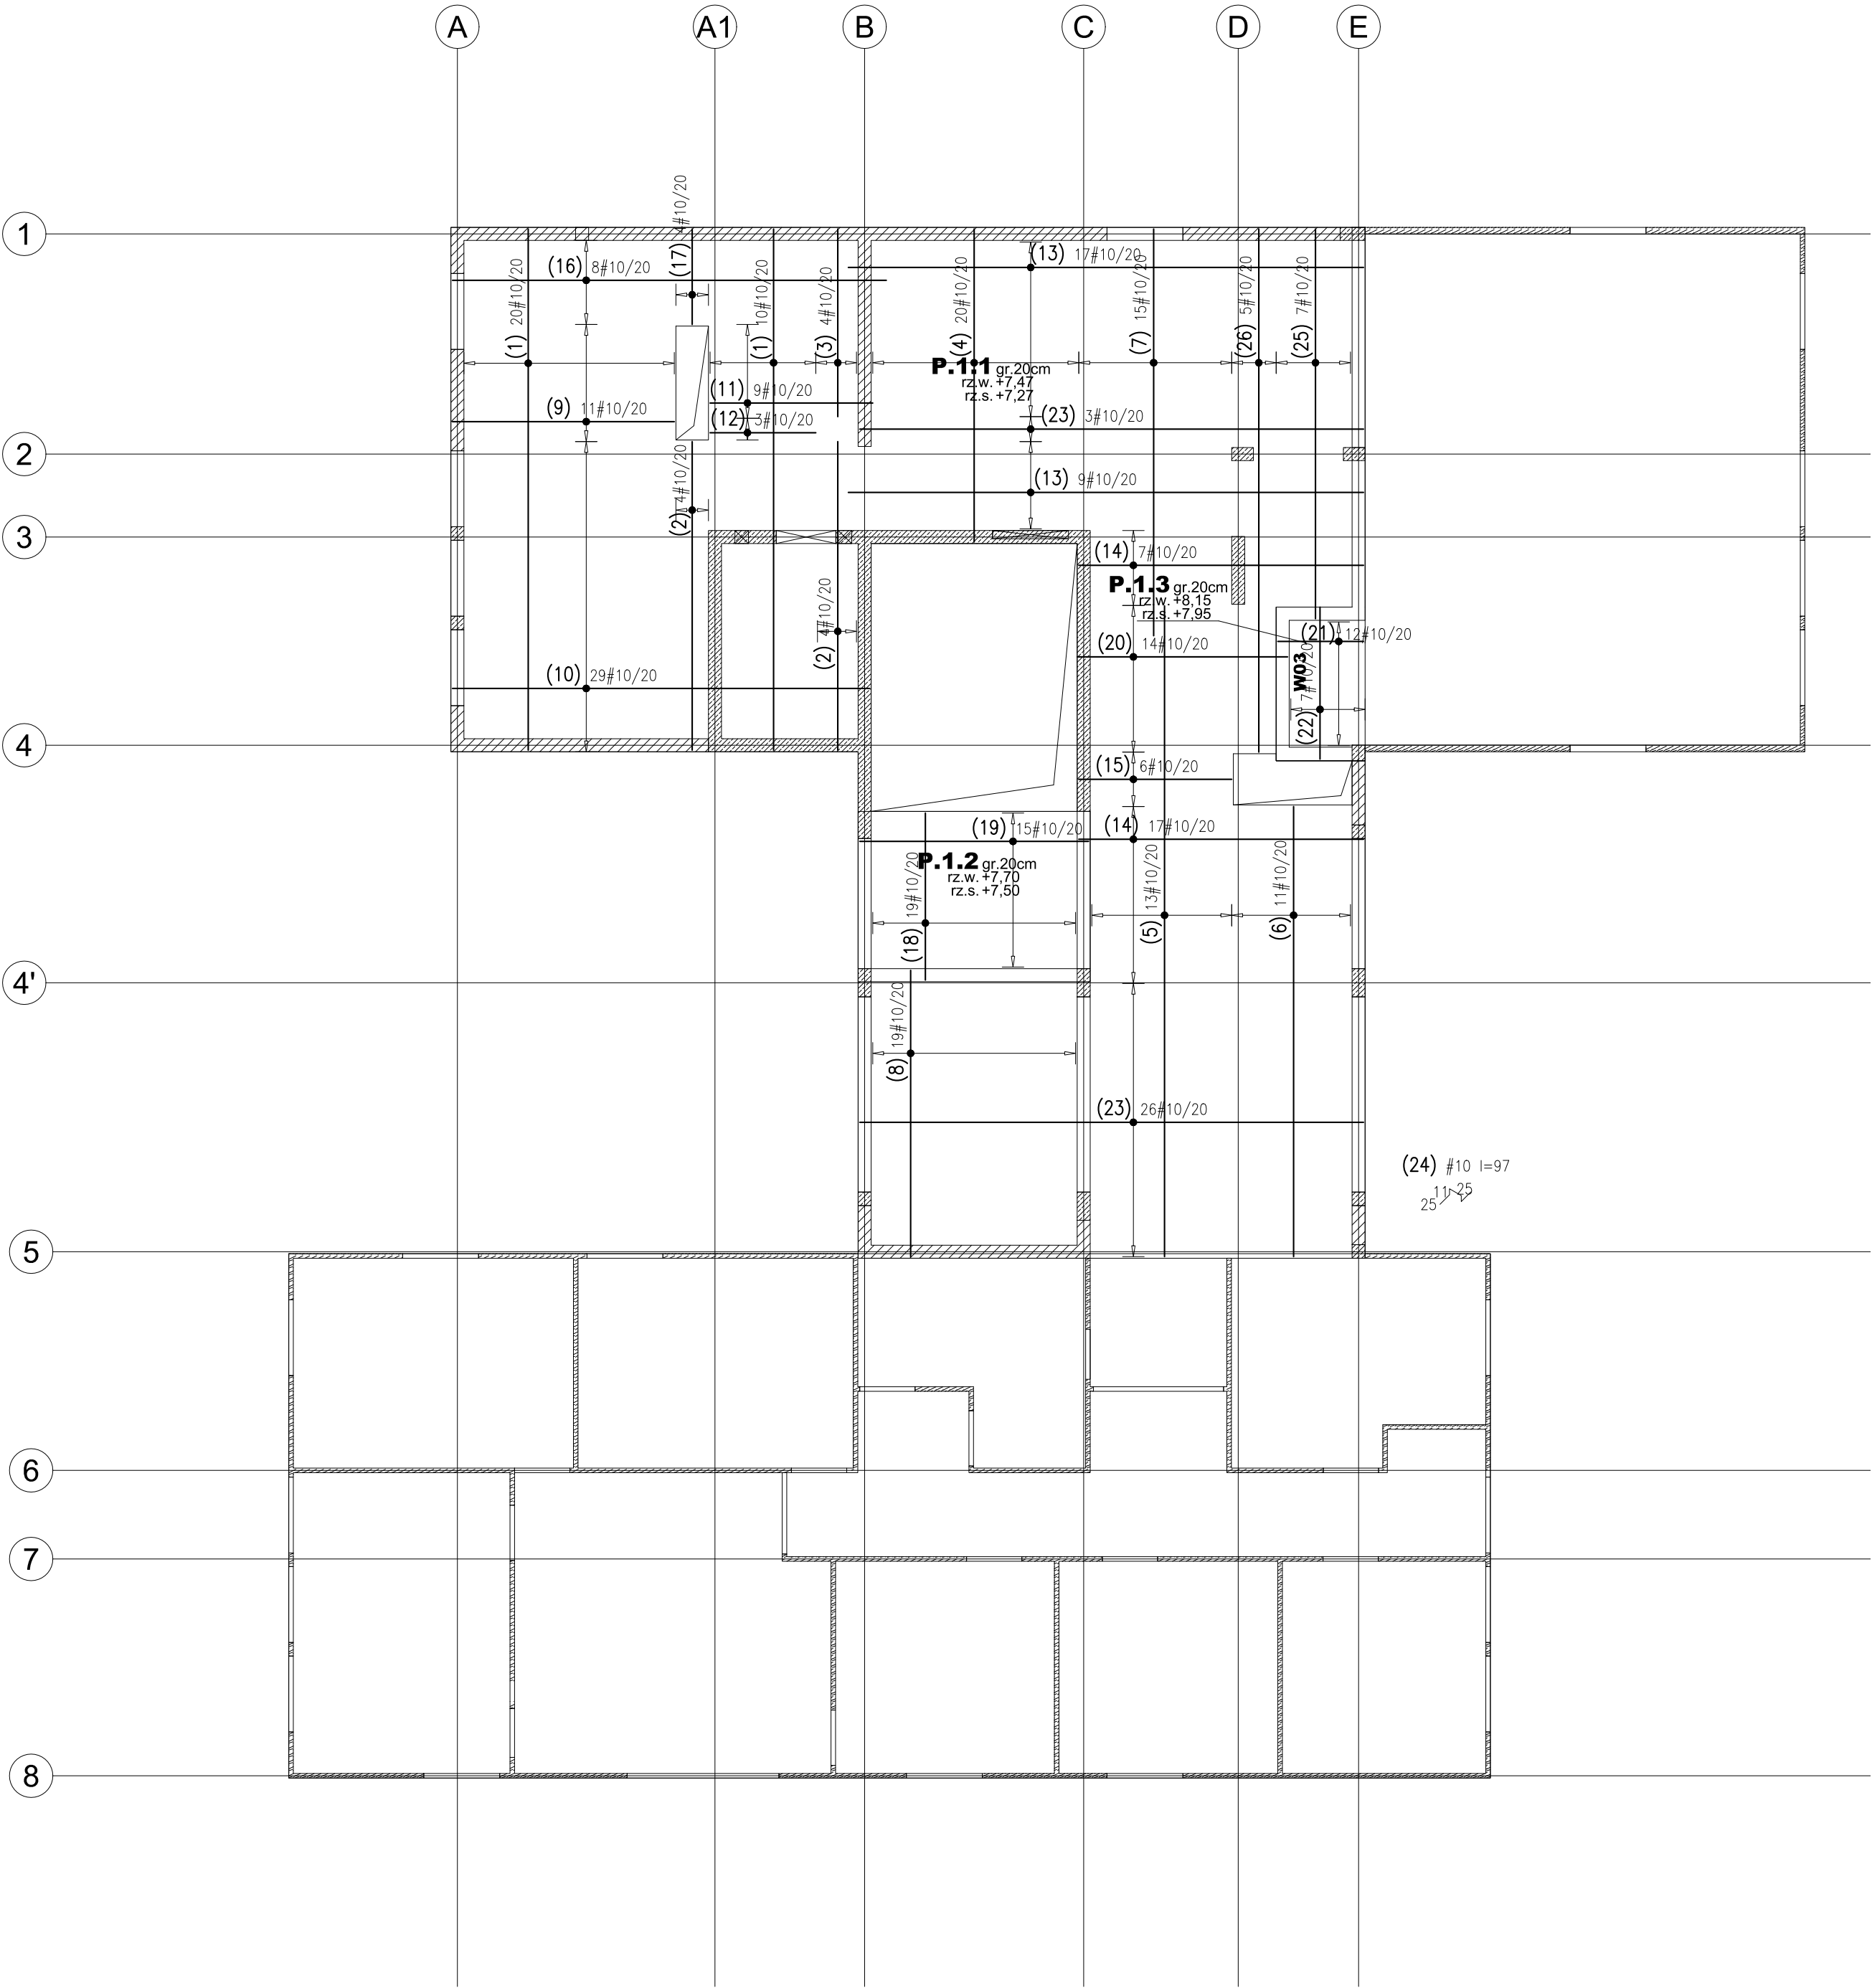 A
A1
B
C
D
E
1
2
3
4
4'
5
6
7
8
(16) 8#10/20
(17) 4#10/20
(13) 17#10/20
(1) 20#10/20
(1) 10#10/20
(3) 4#10/20
(4) 20#10/20
(7) 15#10/20
(26) 5#10/20
(25) 7#10/20
P.1.1 gr.20cm
rz.w. +7,47
rz.s. +7,27
(11) 9#10/20
(9) 11#10/20
(12) 3#10/20
(23) 3#10/20
(2) 4#10/20
(13) 9#10/20
(14) 7#10/20
P.1.3 gr.20cm
rz.w. +8,15
rz.s. +7,95
(2) 4#10/20
(21) 12#10/20
(20) 14#10/20
W03
(22) 7#10/20
(10) 29#10/20
(15) 6#10/20
(19) 15#10/20
(14) 17#10/20
P.1.2 gr.20cm
rz.w. +7,70
rz.s. +7,50
(18) 19#10/20
(5) 13#10/20
(6) 11#10/20
(8) 19#10/20
(23) 26#10/20
(24) #10 l=97
25 11 25